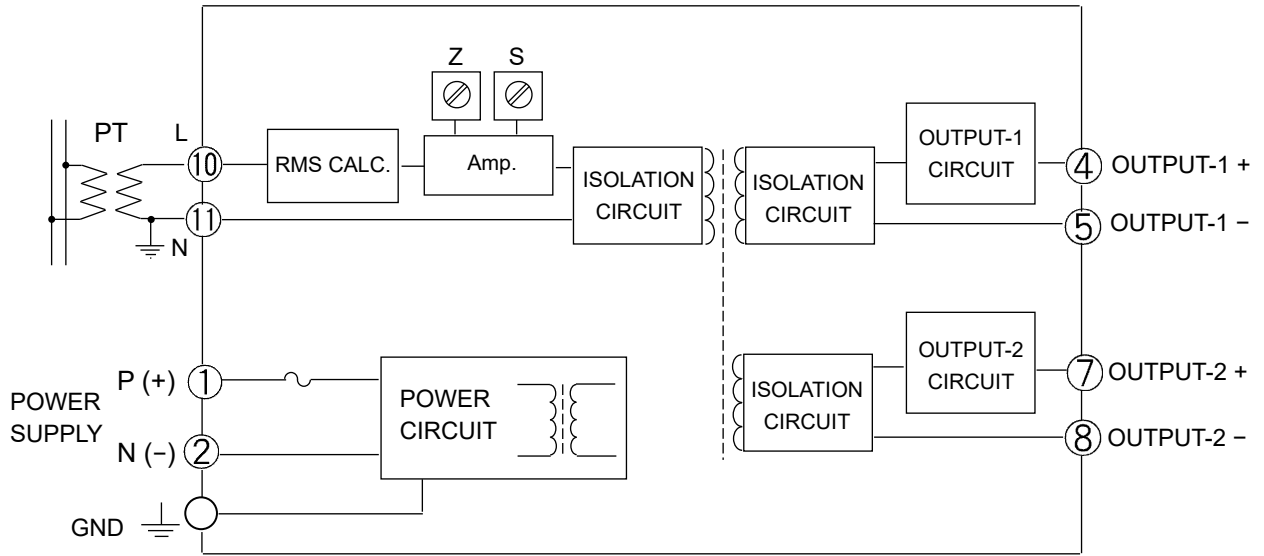 Z
S
PT
L
10
RMS CALC.
Amp.
ISOLATION
CIRCUIT
ISOLATION
CIRCUIT
OUTPUT-1
CIRCUIT
4
OUTPUT-1 +
11
N
5
OUTPUT-1 −
POWER
SUPPLY
P (+)
1
N (−)
2
GND
POWER
CIRCUIT
ISOLATION
CIRCUIT
OUTPUT-2
CIRCUIT
7
OUTPUT-2 +
8
OUTPUT-2 −